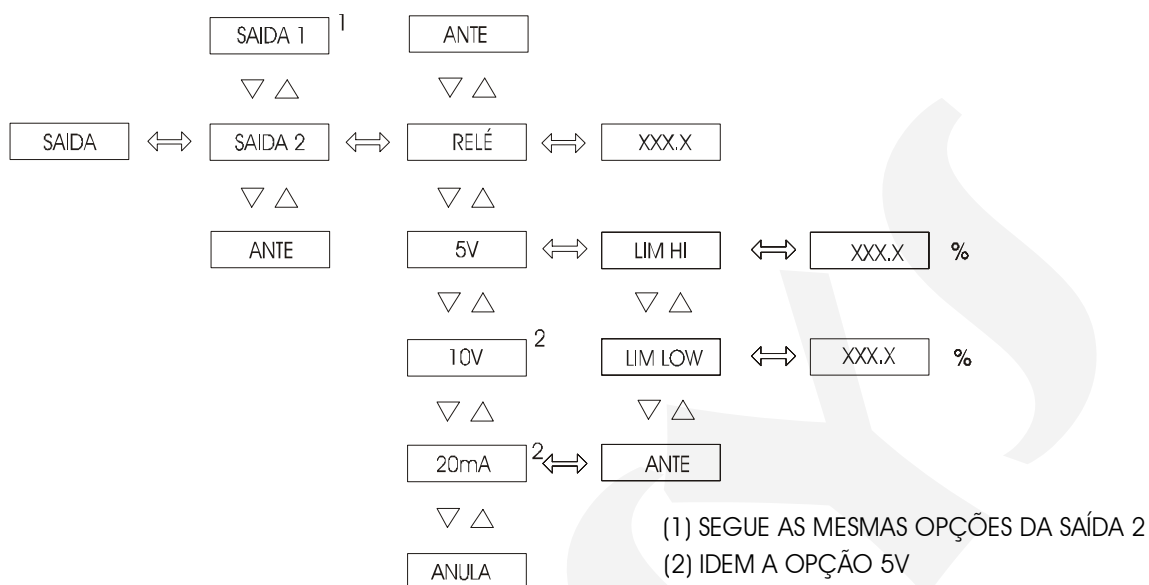 SAIDA 1 1 ANTE
SAIDA SAIDA 2 RELÉ XXX.X
ANTE 5V LIM HI XXX.X %
10V 2 LIM LOW XXX.X %
20mA 2 ANTE
ANULA
(1) SEGUE AS MESMAS OPÇÕES DA SAÍDA 2
(2) IDEM A OPÇÃO 5V